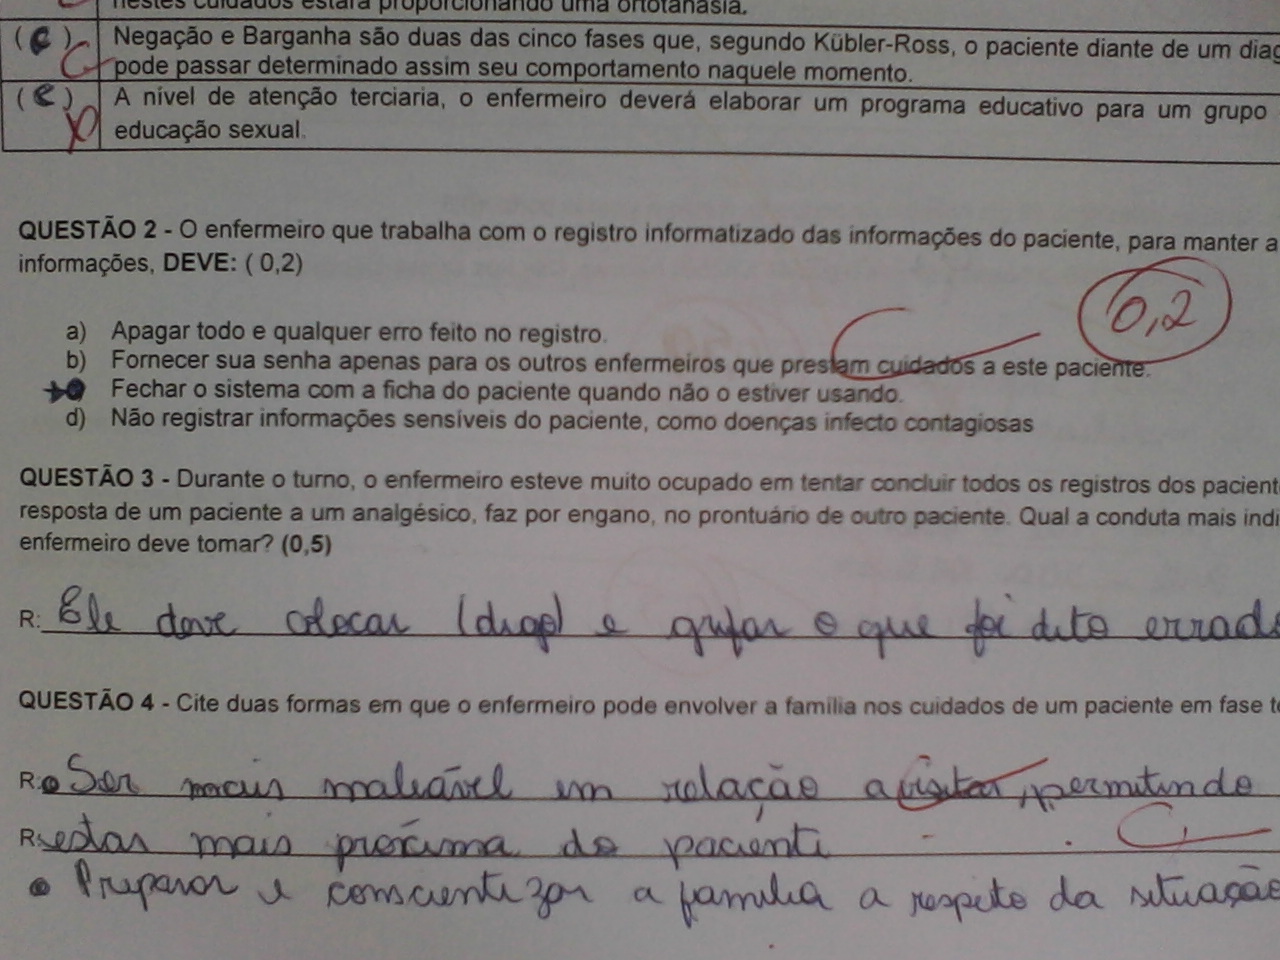 nestes cuidados estará proporcionando uma ortotanásia.
(C) Negação e Barganha são duas das cinco fases que, segundo Kübler-Ross, o paciente diante de um diag
pode passar determinado assim seu comportamento naquele momento.
(C) A nível de atenção terciaria, o enfermeiro deverá elaborar um programa educativo para um grupo
educação sexual.
QUESTÃO 2 - O enfermeiro que trabalha com o registro informatizado das informações do paciente, para manter a
informações, DEVE: ( 0,2)
0,2
a) Apagar todo e qualquer erro feito no registro.
b) Fornecer sua senha apenas para os outros enfermeiros que prestam cuidados a este paciente.
Fechar o sistema com a ficha do paciente quando não o estiver usando.
d) Não registrar informações sensíveis do paciente, como doenças infecto contagiosas
QUESTÃO 3 - Durante o turno, o enfermeiro esteve muito ocupado em tentar concluir todos os registros dos pacient
resposta de um paciente a um analgésico, faz por engano, no prontuário de outro paciente. Qual a conduta mais indi
enfermeiro deve tomar? (0,5)
R: Ele deve colocar (digo) e grifar o que foi dito errado
QUESTÃO 4 - Cite duas formas em que o enfermeiro pode envolver a família nos cuidados de um paciente em fase te
R: Ser mais maleável em relação a visitas, permitindo
R: estar mais próxima do paciente
Preparar e conscientizar a família a respeito da situação